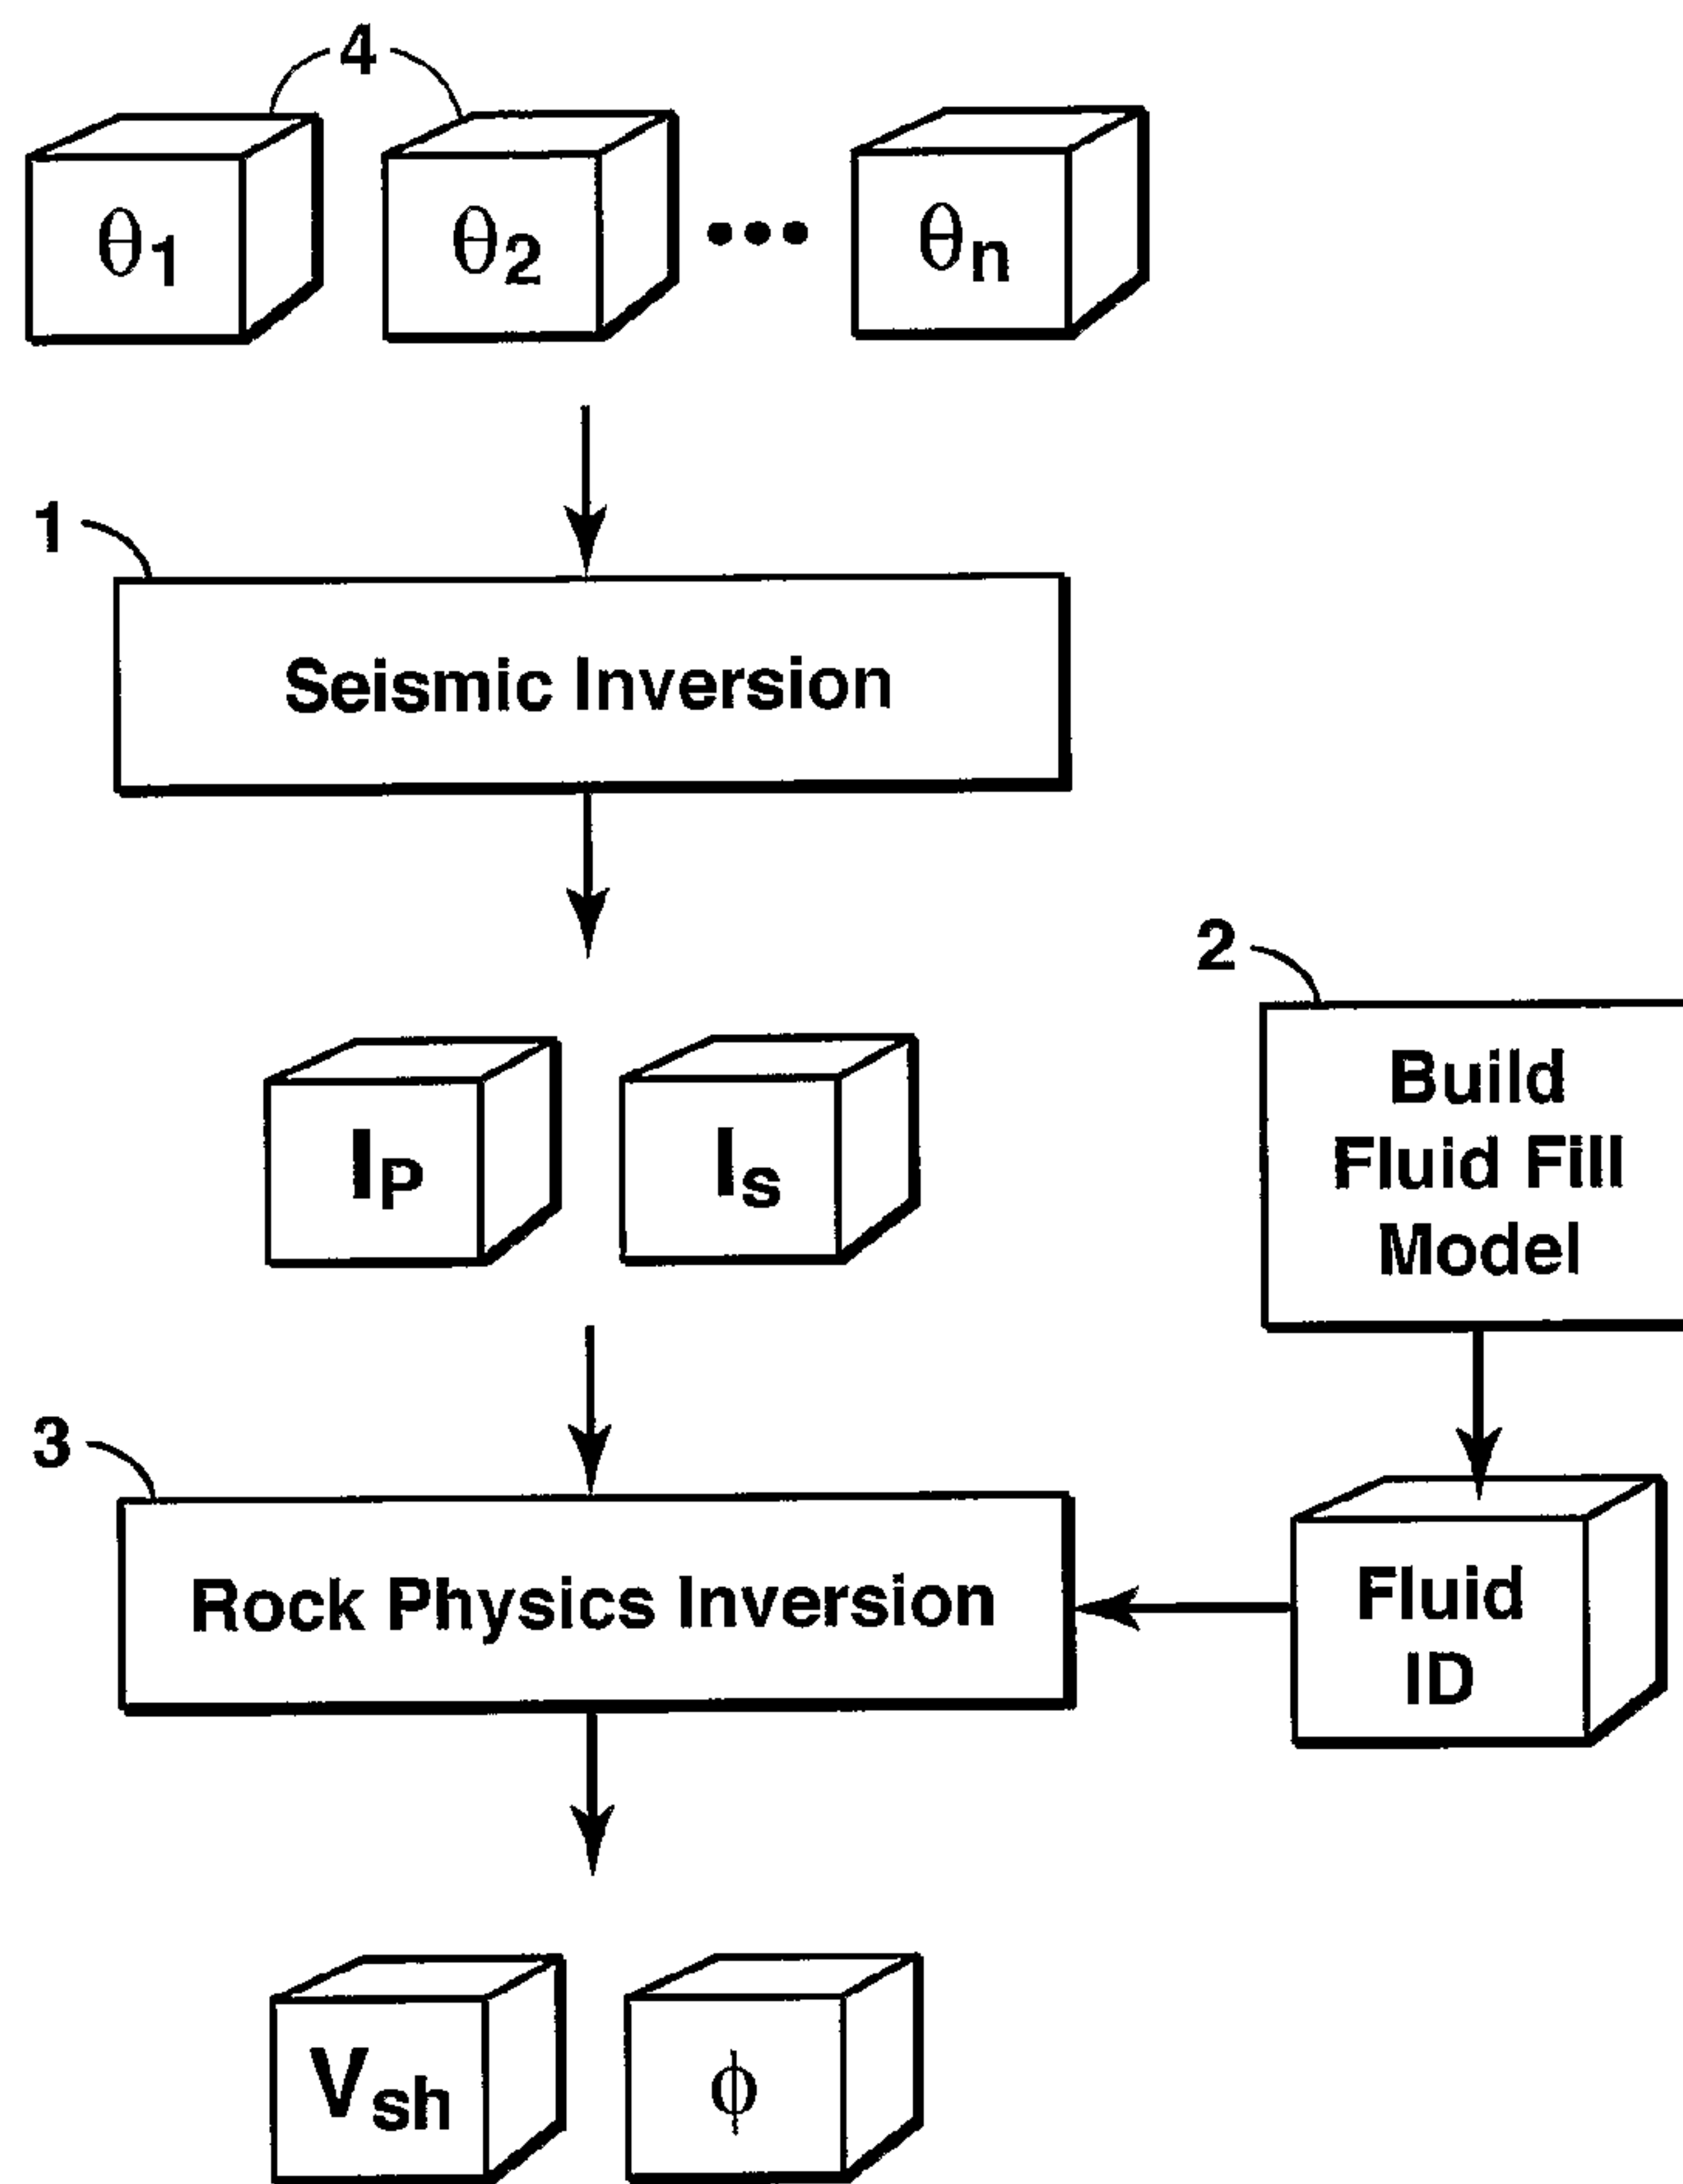 4
θ1 θ2 ••• θn
1
Seismic Inversion
2
Build
Fluid Fill
Model
IP Is
3
Rock Physics Inversion
Fluid
ID
Vsh ϕ